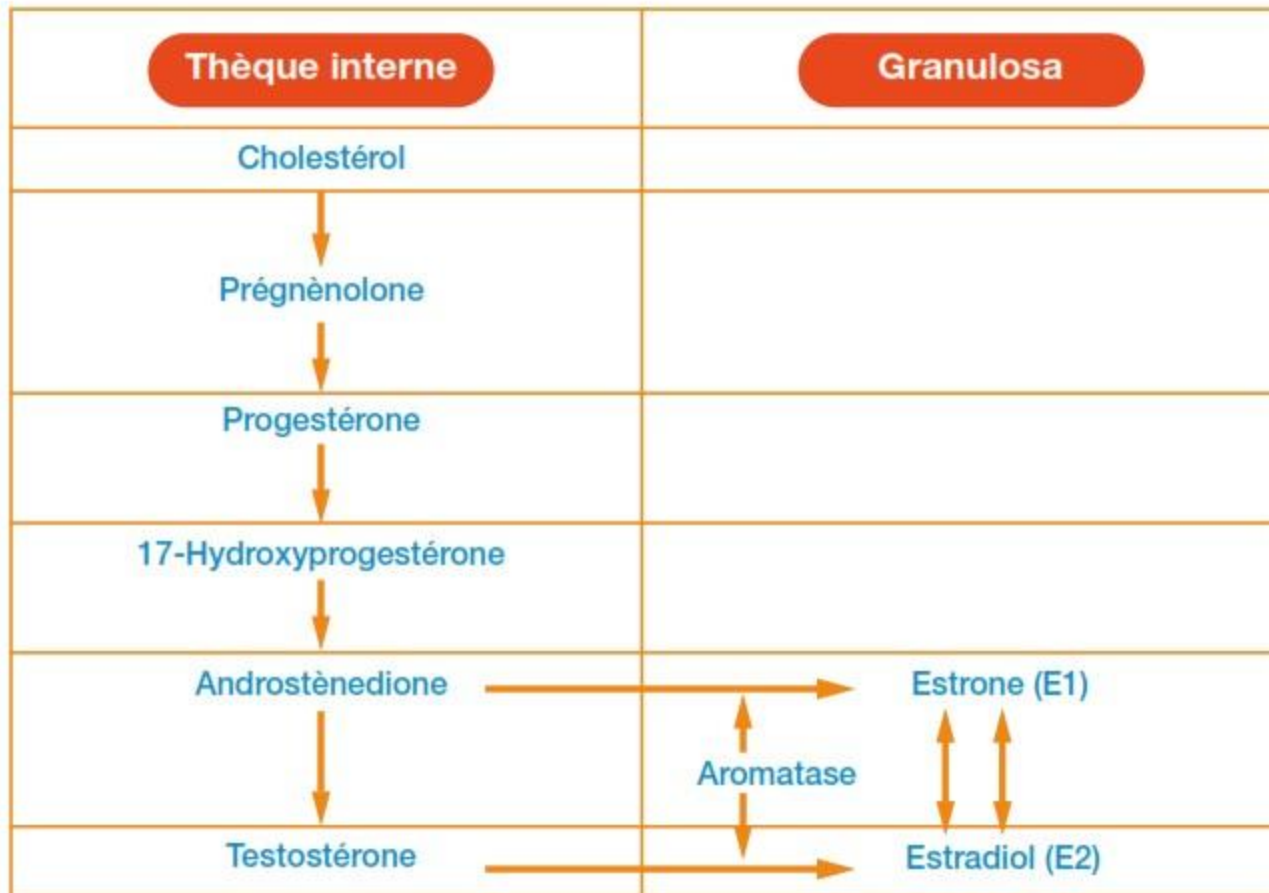 Thèque interne
Granulosa
Cholestérol
Prégnènolone
Progestérone
17-Hydroxyprogestérone
Androstènedione
Estrone (E1)
Aromatase
Testostérone
Estradiol (E2)